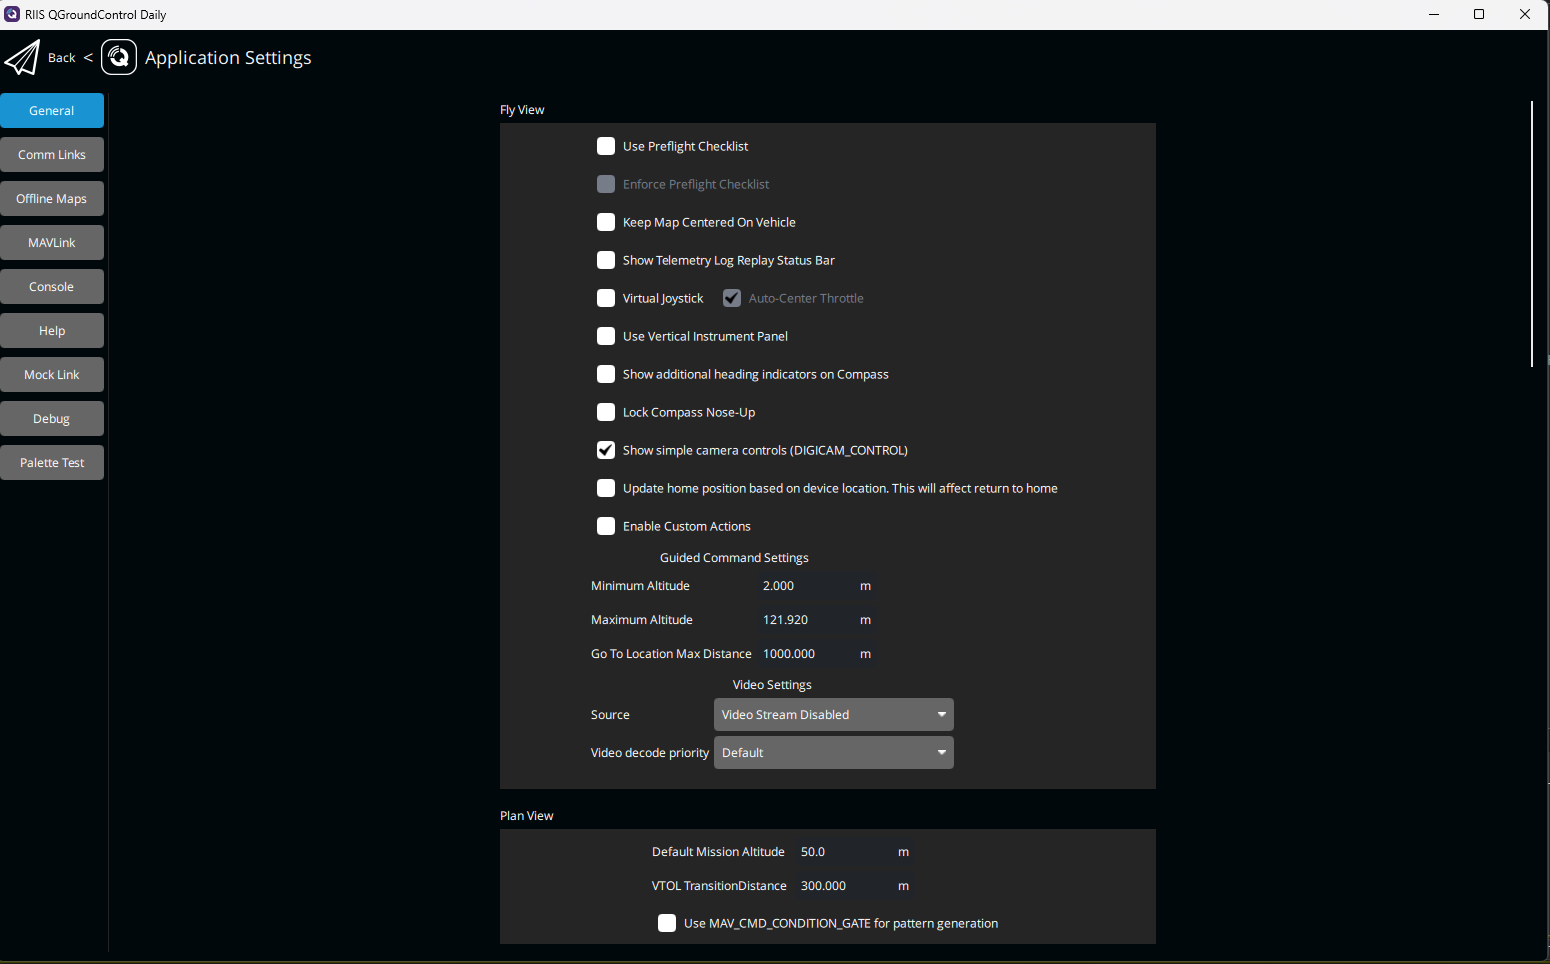 RIIS QGroundControl Daily
Back < Application Settings
General
Comm Links
Offline Maps
MAVLink
Console
Help
Mock Link
Debug
Palette Test
Fly View
Use Preflight Checklist
Enforce Preflight Checklist
Keep Map Centered On Vehicle
Show Telemetry Log Replay Status Bar
Virtual Joystick Auto-Center Throttle
Use Vertical Instrument Panel
Show additional heading indicators on Compass
Lock Compass Nose-Up
Show simple camera controls (DIGICAM_CONTROL)
Update home position based on device location. This will affect return to home
Enable Custom Actions
Guided Command Settings
Minimum Altitude 2.000 m
Maximum Altitude 121.920 m
Go To Location Max Distance 1000.000 m
Video Settings
Source Video Stream Disabled
Video decode priority Default
Plan View
Default Mission Altitude 50.0 m
VTOL TransitionDistance 300.000 m
Use MAV_CMD_CONDITION_GATE for pattern generation